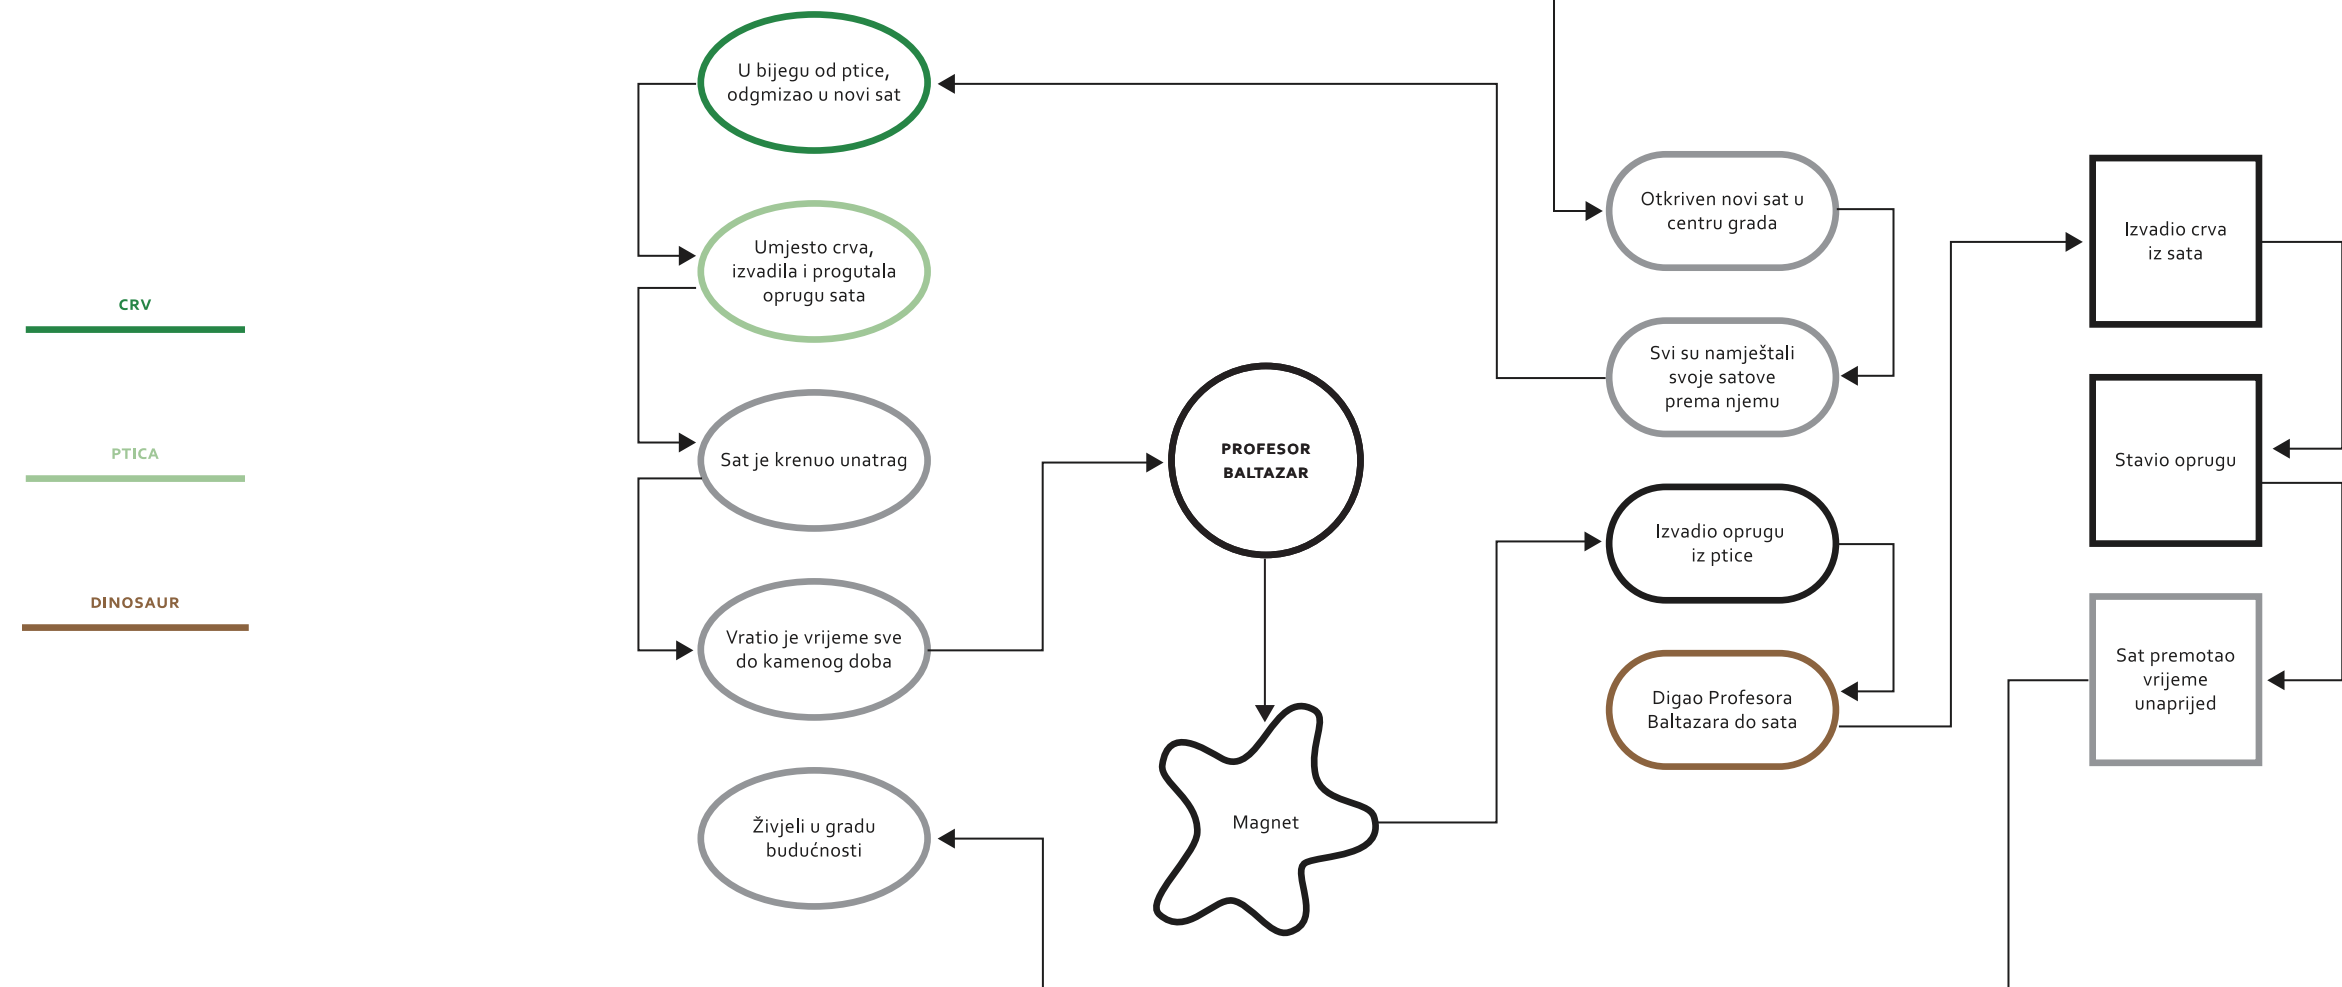 CRV
PTICA
DINOSAUR
U bijegu od ptice,
odgmizao u novi sat
Umjesto crva,
izvadila i progutala
oprugu sata
Sat je krenuo unatrag
Vratio je vrijeme sve
do kamenog doba
Živjeli u gradu
budućnosti
PROFESOR
BALTAZAR
Magnet
Otkriven novi sat u
centru grada
Svi su namještali
svoje satove
prema njemu
Izvadio oprugu
iz ptice
Digao Profesora
Baltazara do sata
Izvadio crva
iz sata
Stavio oprugu
Sat premotao
vrijeme
unaprijed